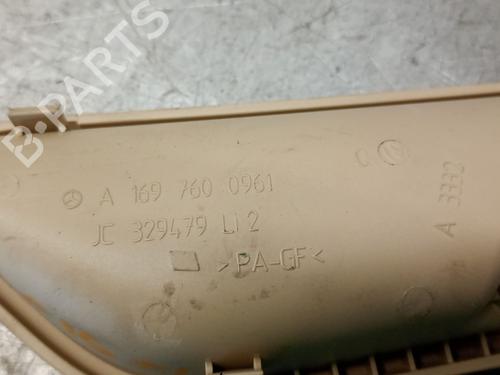 B-PARTS
A 169 760 0961
JC 329479 LI 2
>PA-GF<
A 3332